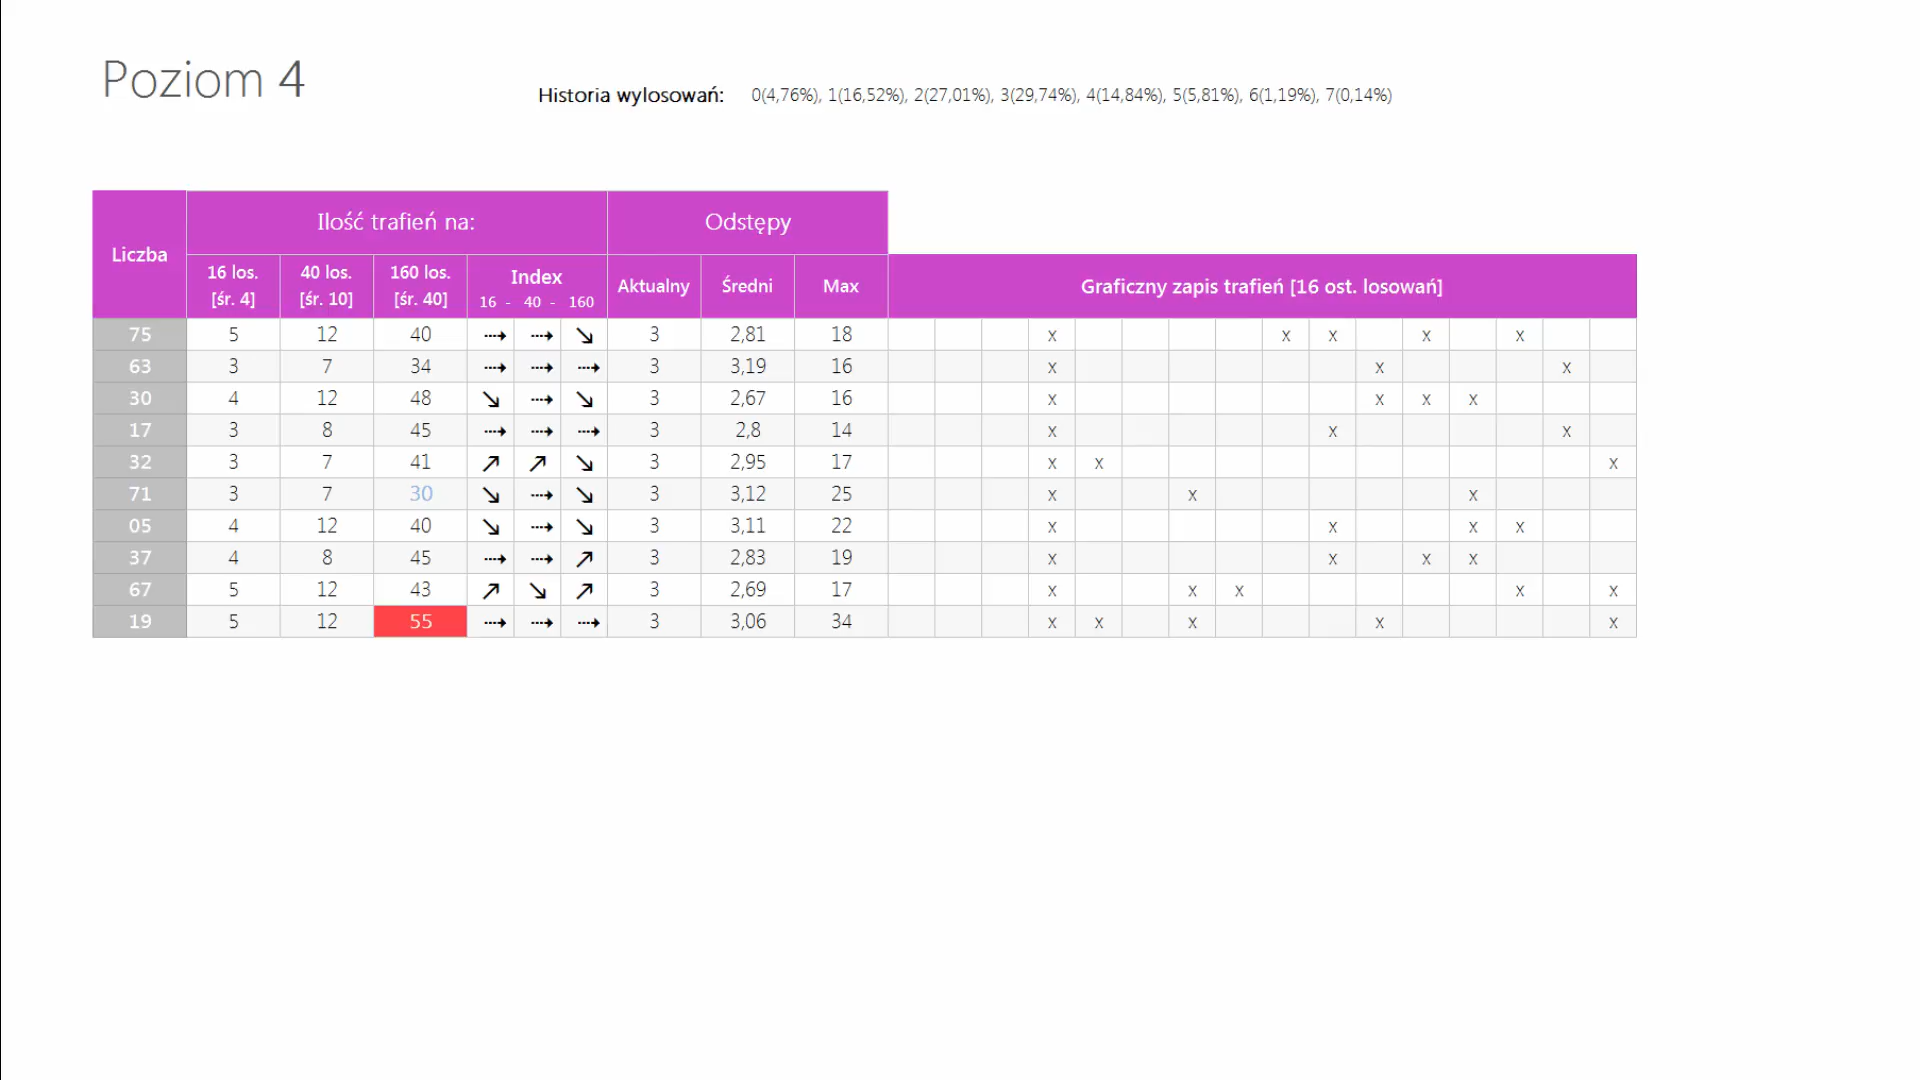 Poziom 4
Historia wylosowań: 0(4,76%), 1(16,52%), 2(27,01%), 3(29,74%), 4(14,84%), 5(5,81%), 6(1,19%), 7(0,14%)
Liczba Ilość trafień na: Odstępy
16 los. [śr. 4] 40 los. [śr. 10] 160 los. [śr. 40] Index 16 - 40 - 160 Aktualny Średni Max Graficzny zapis trafień [16 ost. losowań]
75 5 12 40 ⤑ ⤑ ↘ 3 2,81 18 x x x x x
63 3 7 34 ⤑ ⤑ ⤑ 3 3,19 16 x x x
30 4 12 48 ↘ ⤑ ↘ 3 2,67 16 x x x x
17 3 8 45 ⤑ ⤑ ⤑ 3 2,8 14 x x x
32 3 7 41 ↗ ↗ ↘ 3 2,95 17 x x x
71 3 7 30 ↘ ⤑ ↘ 3 3,12 25 x x x
05 4 12 40 ↘ ⤑ ↘ 3 3,11 22 x x x x
37 4 8 45 ⤑ ⤑ ↗ 3 2,83 19 x x x x
67 5 12 43 ↗ ↘ ↗ 3 2,69 17 x x x x x
19 5 12 55 ⤑ ⤑ ⤑ 3 3,06 34 x x x x x